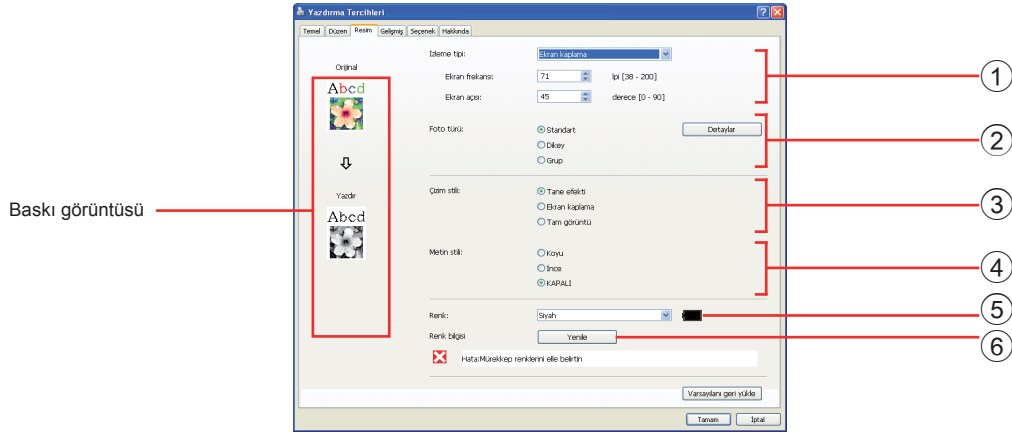 Yazdırma Tercihleri
Temel Düzen Resim Gelişmiş Seçenek Hakkında
Orijinal
Abcd
Yazdır
Abcd
Baskı görüntüsü
İzleme tipi: Ekran kaplama
Ekran frekansı: 71 lpi [38 - 200]
Ekran açısı: 45 derece [0 - 90]
1
Foto türü: Standart Detaylar
Dikey
Grup
2
Çizim stili: Tane efekti
Ekran kaplama
Tam görüntü
3
Metin stili: Koyu
İnce
KAPALI
4
Renk: Siyah
5
Renk bilgisi Yenile
6
Hata:Mürekkep renklerini elle belirtin
Varsayılanı geri yükle
Tamam İptal